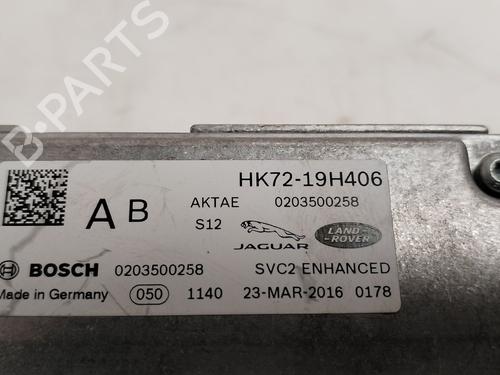 HK72-19H406
A B
AKTAE 0203500258
S12
JAGUAR
LAND-
ROVER
BOSCH 0203500258 SVC2 ENHANCED
Made in Germany 050 1140 23-MAR-2016 0178
B-PARTS